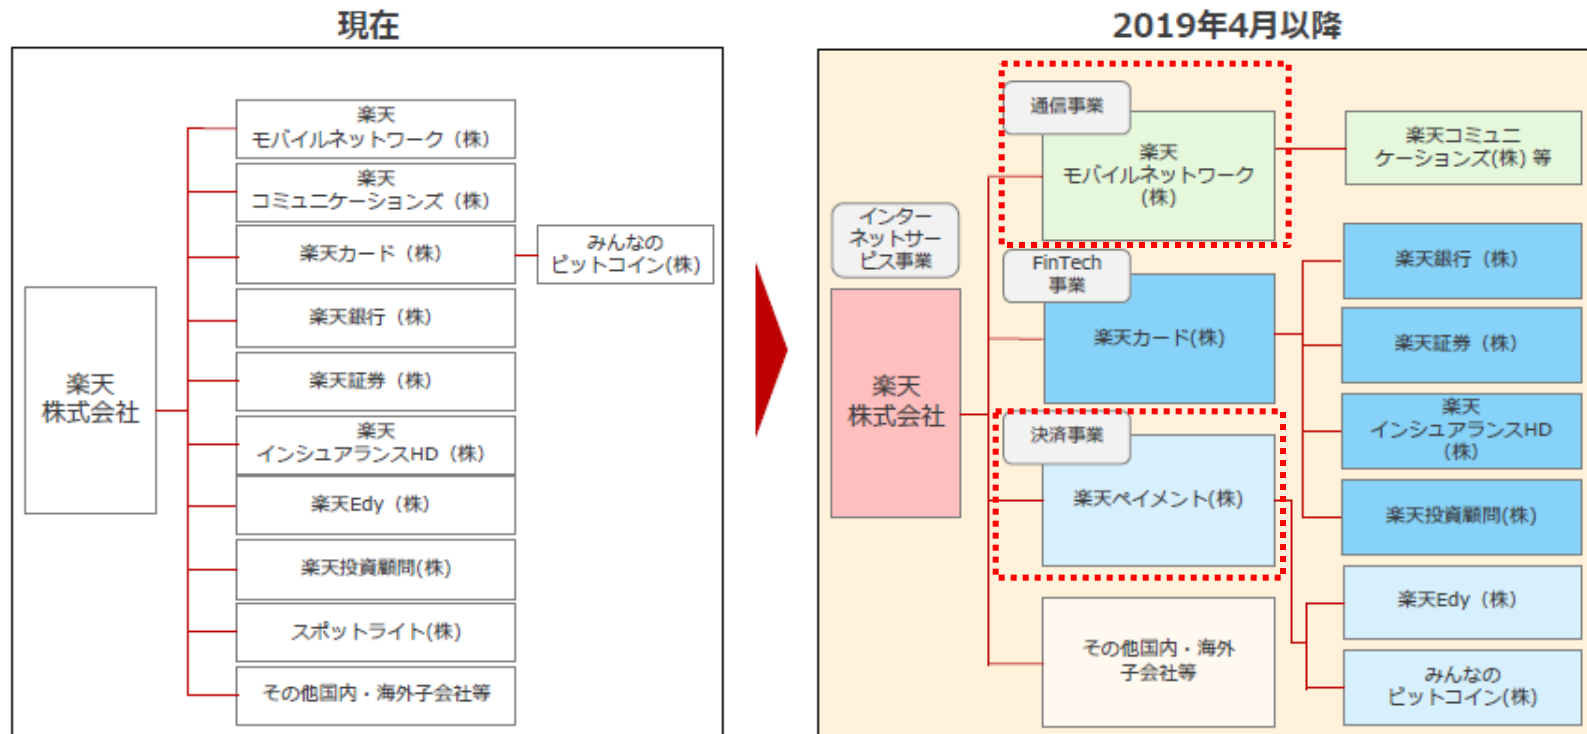 現在
楽天
モバイルネットワーク（株）
楽天
コミュニケーションズ（株）
楽天カード（株）
みんなの
ビットコイン(株)
楽天銀行（株）
楽天証券（株）
楽天
株式会社
楽天
インシュアランスHD（株）
楽天Edy（株）
楽天投資顧問(株)
スポットライト(株)
その他国内・海外子会社等
2019年4月以降
通信事業
楽天
モバイルネットワーク
(株)
楽天コミュニ
ケーションズ(株) 等
インター
ネットサー
ビス事業
楽天
株式会社
FinTech
事業
楽天カード(株)
楽天銀行（株）
楽天証券（株）
楽天
インシュアランスHD
（株）
楽天投資顧問(株)
決済事業
楽天ペイメント(株)
楽天Edy（株）
みんなの
ビットコイン(株)
その他国内・海外
子会社等